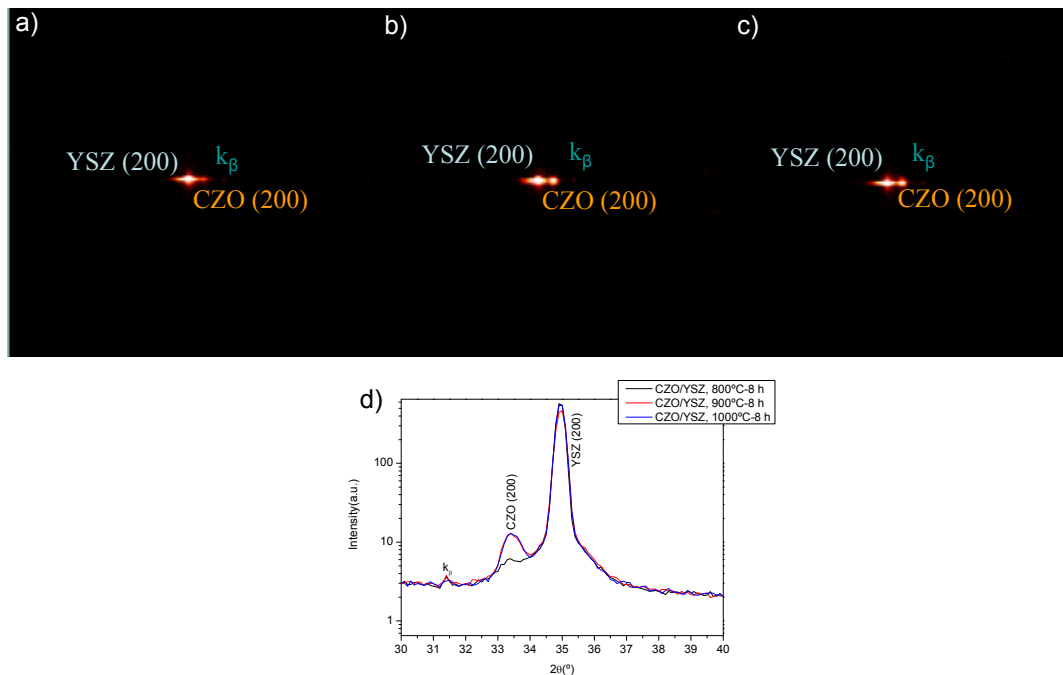 a)
b)
c)
YSZ (200)
kβ
CZO (200)
YSZ (200)
kβ
CZO (200)
YSZ (200)
kβ
CZO (200)
d)
CZO/YSZ, 800ºC-8 h
CZO/YSZ, 900ºC-8 h
CZO/YSZ, 1000ºC-8 h
Intensity(a.u.)
100
10
1
kβ
CZO (200)
YSZ (200)
30 31 32 33 34 35 36 37 38 39 40
2θ(º)